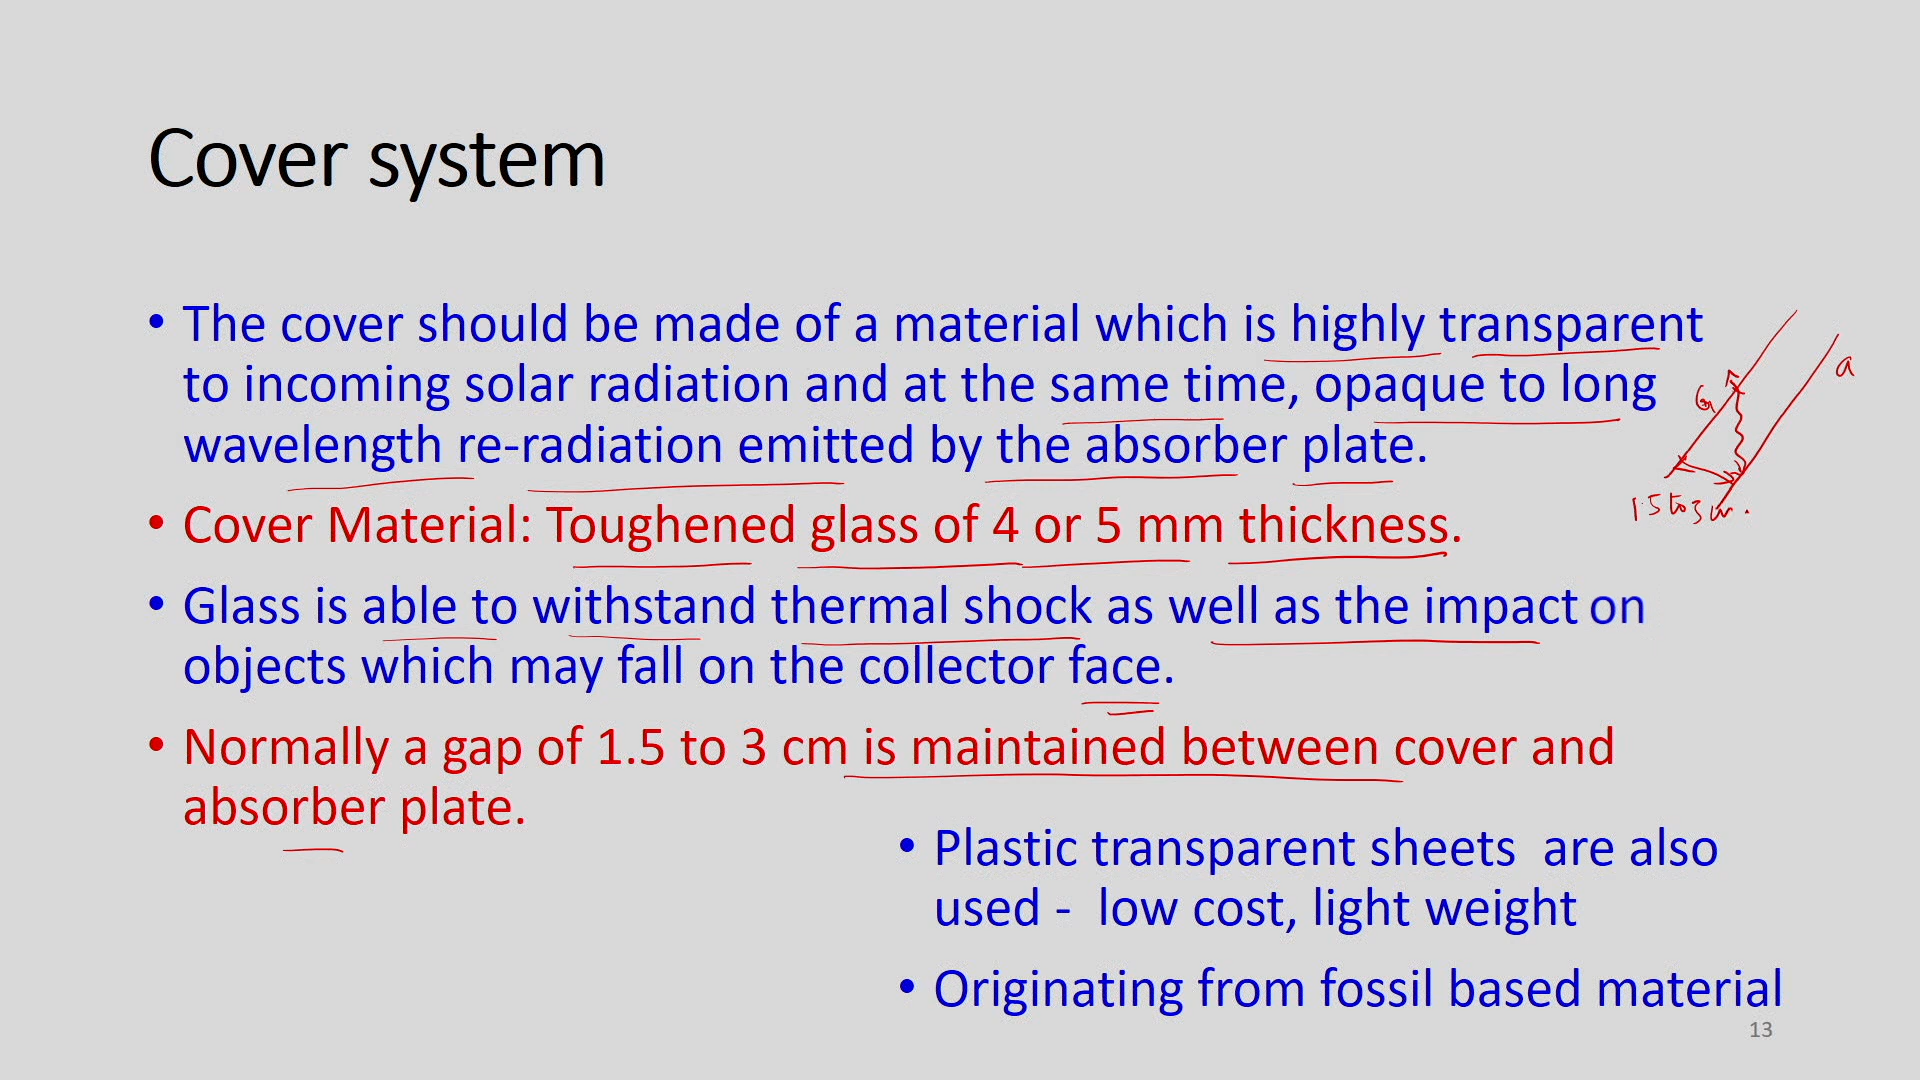 Cover system
• The cover should be made of a material which is highly transparent
to incoming solar radiation and at the same time, opaque to long
wavelength re-radiation emitted by the absorber plate.
• Cover Material: Toughened glass of 4 or 5 mm thickness.
• Glass is able to withstand thermal shock as well as the impact on
objects which may fall on the collector face.
• Normally a gap of 1.5 to 3 cm is maintained between cover and
absorber plate.
G
a
1.5 to 3 cm.
• Plastic transparent sheets are also
used - low cost, light weight
• Originating from fossil based material
13